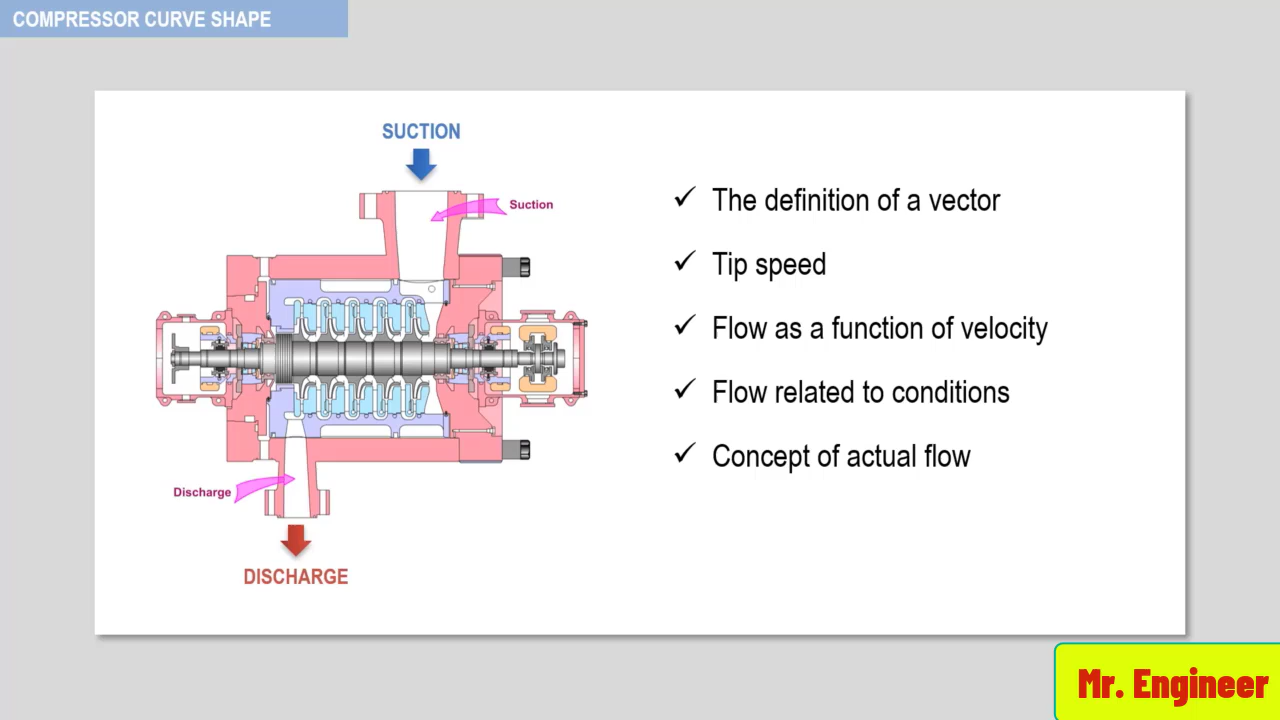 COMPRESSOR CURVE SHAPE
SUCTION
Suction
Discharge
DISCHARGE
The definition of a vector
Tip speed
Flow as a function of velocity
Flow related to conditions
Concept of actual flow
Mr. Engineer